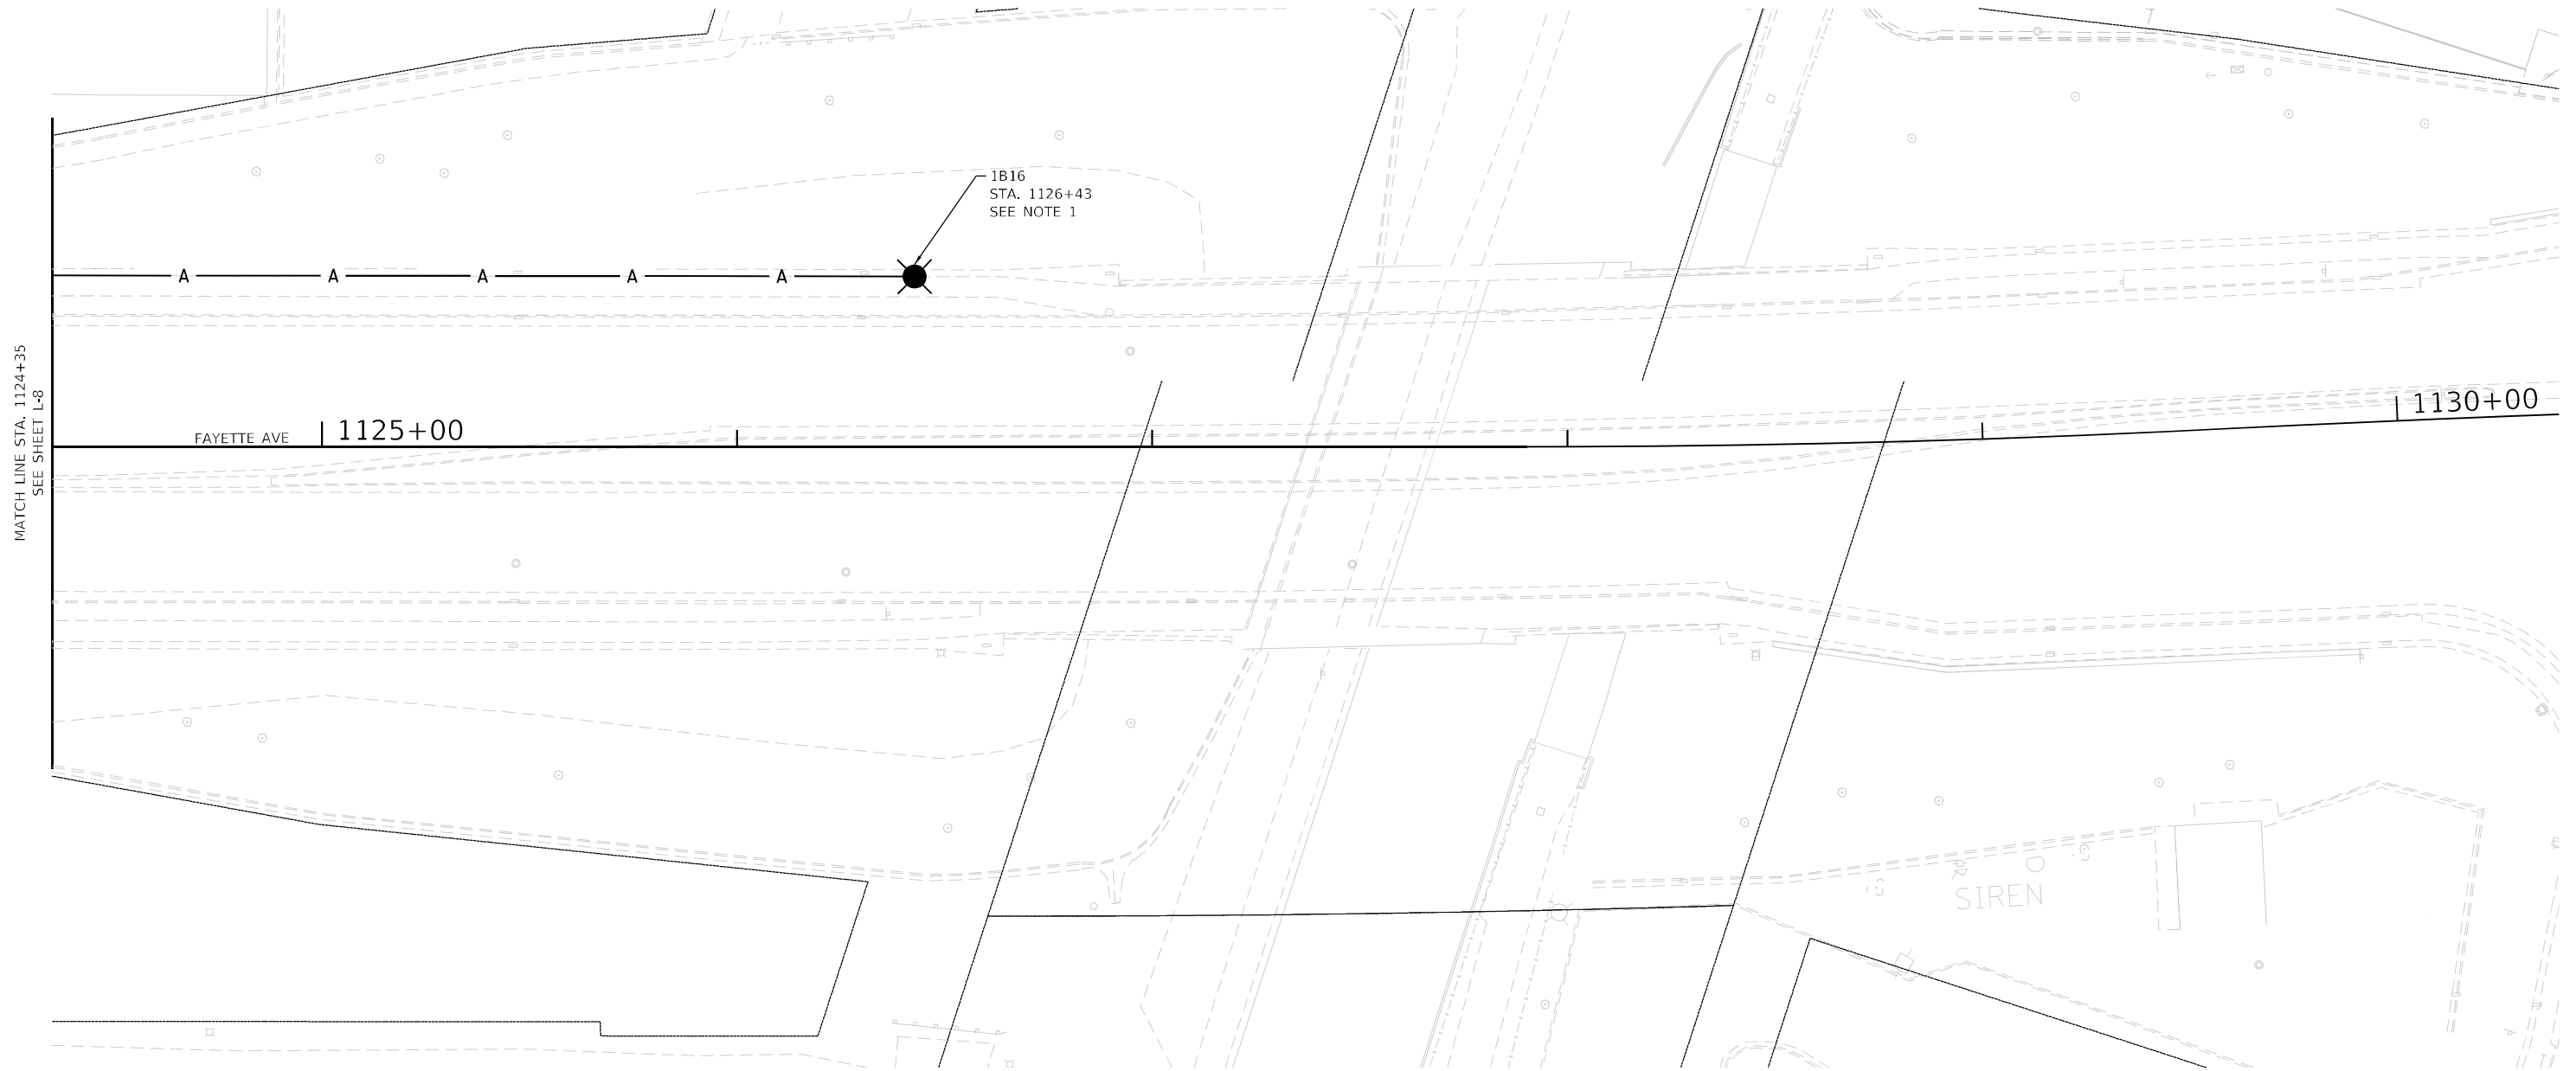 1B16
STA. 1126+43
SEE NOTE 1
A A A A A
MATCH LINE STA. 1124+35
SEE SHEET L-8
FAYETTE AVE
1125+00
1130+00
SIREN